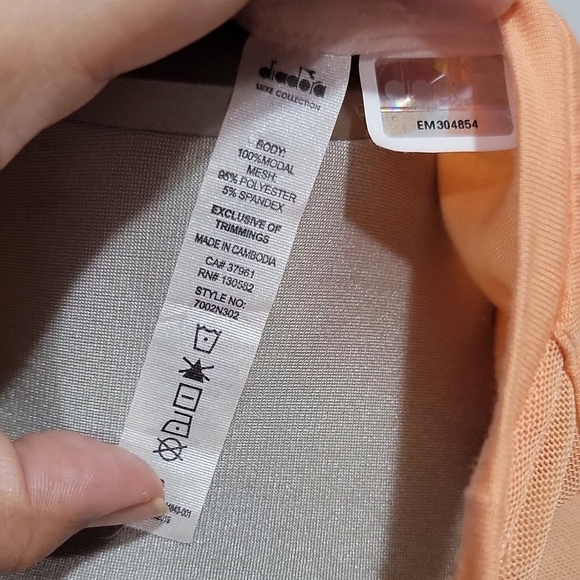 diadora
LUXE COLLECTION
BODY:
100%MODAL
MESH:
95% POLYESTER
5% SPANDEX
EXCLUSIVE OF
TRIMMINGS
MADE IN CAMBODIA
CA# 37961
RN# 130582
STYLE NO:
7002N302
diadora
EM304854